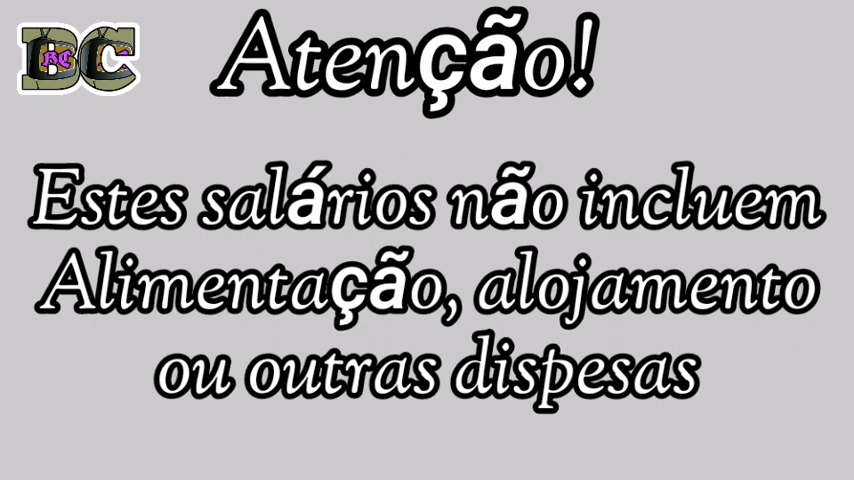 BC
Atenção!
Estes salários não incluem
Alimentação, alojamento
ou outras dispesas